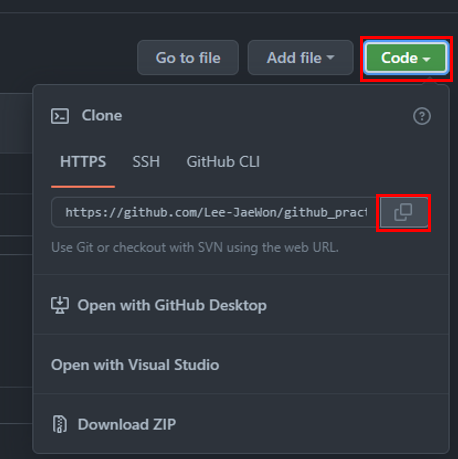 Go to file
Add file
Code
Clone
HTTPS SSH GitHub CLI
https://github.com/Lee-JaeWon/github_pract
Use Git or checkout with SVN using the web URL.
Open with GitHub Desktop
Open with Visual Studio
Download ZIP